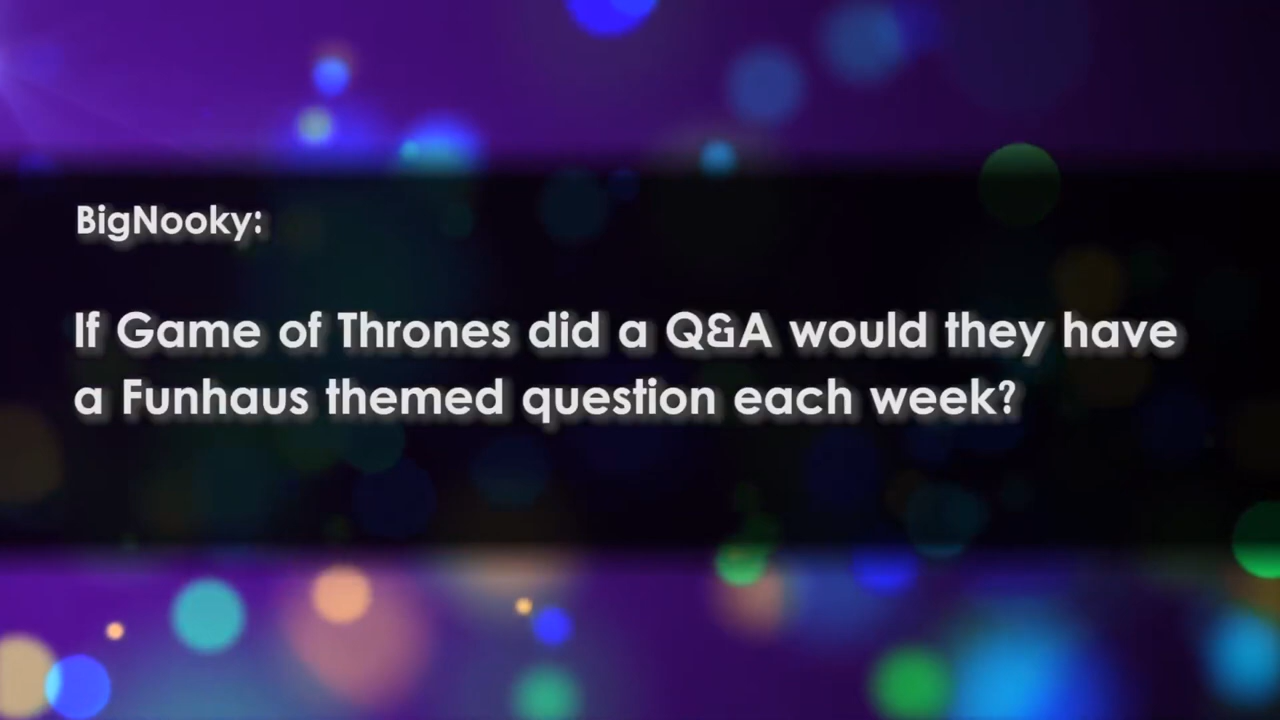 BigNooky:
If Game of Thrones did a Q&A would they have
a Funhaus themed question each week?